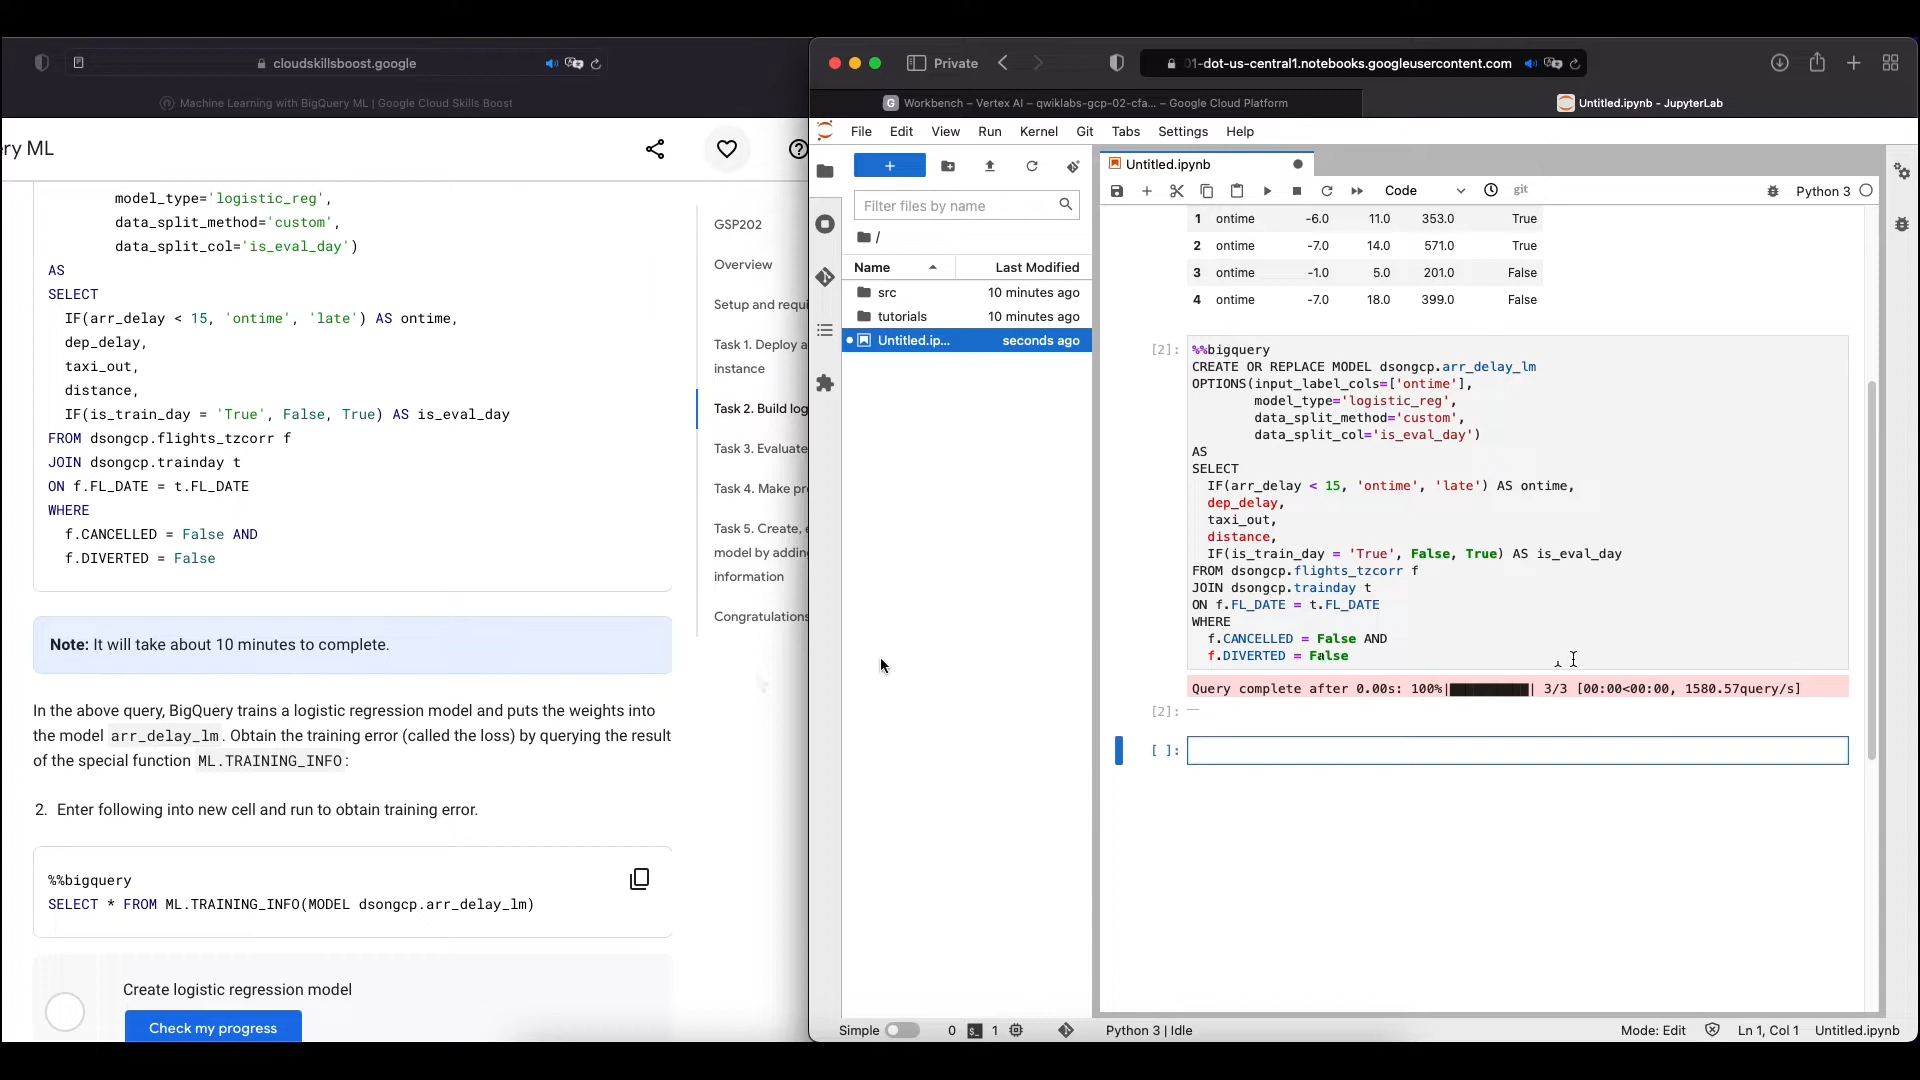 cloudskillsboost.google
Machine Learning with BigQuery ML | Google Cloud Skills Boost
ry ML
model_type='logistic_reg',
data_split_method='custom',
data_split_col='is_eval_day')
AS
SELECT
IF(arr_delay < 15, 'ontime', 'late') AS ontime,
dep_delay,
taxi_out,
distance,
IF(is_train_day = 'True', False, True) AS is_eval_day
FROM dsongcp.flights_tzcorr f
JOIN dsongcp.trainday t
ON f.FL_DATE = t.FL_DATE
WHERE
f.CANCELLED = False AND
f.DIVERTED = False
Note: It will take about 10 minutes to complete.
In the above query, BigQuery trains a logistic regression model and puts the weights into
the model arr_delay_lm. Obtain the training error (called the loss) by querying the result
of the special function ML.TRAINING_INFO:
2. Enter following into new cell and run to obtain training error.
%%bigquery
SELECT * FROM ML.TRAINING_INFO(MODEL dsongcp.arr_delay_lm)
Create logistic regression model
Check my progress
GSP202
Overview
Setup and requi
Task 1. Deploy a
instance
Task 2. Build log
Task 3. Evaluate
Task 4. Make pr
Task 5. Create, e
model by addin
information
Congratulations
Private
01-dot-us-central1.notebooks.googleusercontent.com
G Workbench – Vertex AI – qwiklabs-gcp-02-cfa... – Google Cloud Platform
Untitled.ipynb - JupyterLab
File Edit View Run Kernel Git Tabs Settings Help
+
Filter files by name
/
Name Last Modified
src 10 minutes ago
tutorials 10 minutes ago
Untitled.ip... seconds ago
Untitled.ipynb
Code git Python 3
1 ontime -6.0 11.0 353.0 True
2 ontime -7.0 14.0 571.0 True
3 ontime -1.0 5.0 201.0 False
4 ontime -7.0 18.0 399.0 False
[2]: %%bigquery
CREATE OR REPLACE MODEL dsongcp.arr_delay_lm
OPTIONS(input_label_cols=['ontime'],
model_type='logistic_reg',
data_split_method='custom',
data_split_col='is_eval_day')
AS
SELECT
IF(arr_delay < 15, 'ontime', 'late') AS ontime,
dep_delay,
taxi_out,
distance,
IF(is_train_day = 'True', False, True) AS is_eval_day
FROM dsongcp.flights_tzcorr f
JOIN dsongcp.trainday t
ON f.FL_DATE = t.FL_DATE
WHERE
f.CANCELLED = False AND
f.DIVERTED = False
Query complete after 0.00s: 100%|██████████| 3/3 [00:00<00:00, 1580.57query/s]
[2]: —
[ ]:
Simple 0 1 Python 3 | Idle Mode: Edit Ln 1, Col 1 Untitled.ipynb